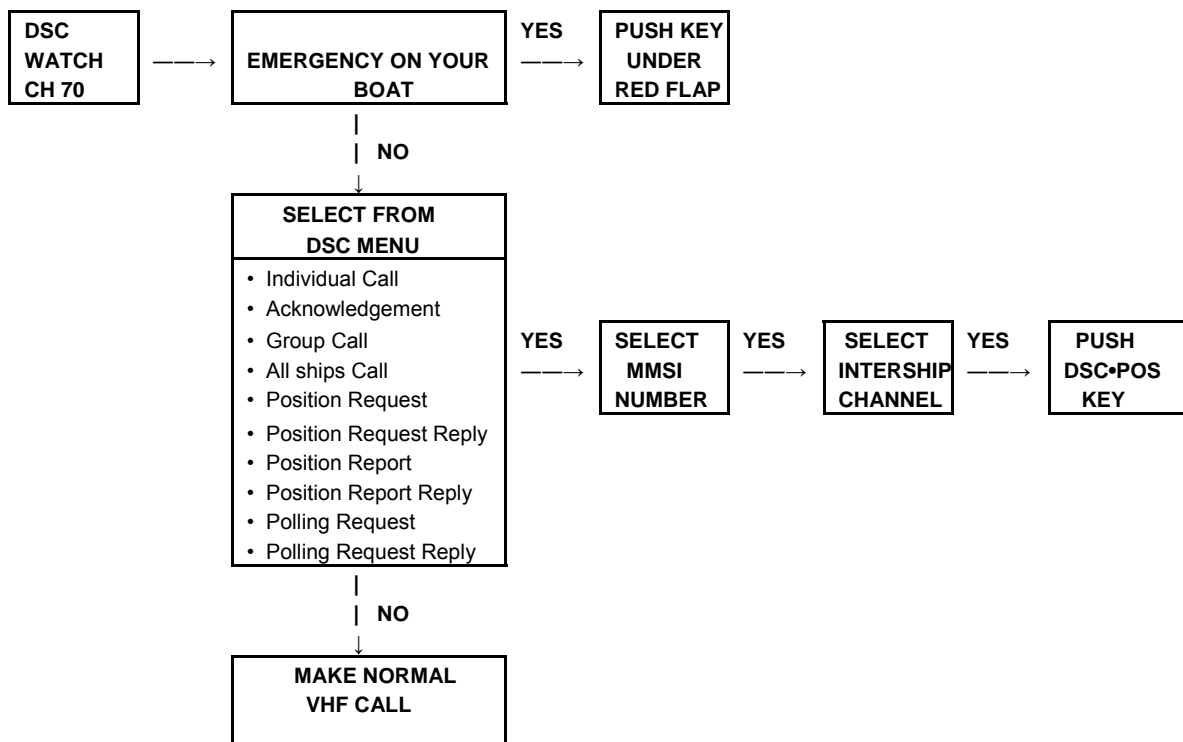 DSC
WATCH
CH 70
——→
EMERGENCY ON YOUR
BOAT
YES
——→
PUSH KEY
UNDER
RED FLAP
NO
SELECT FROM
DSC MENU
• Individual Call
• Acknowledgement
• Group Call
• All ships Call
• Position Request
• Position Request Reply
• Position Report
• Position Report Reply
• Polling Request
• Polling Request Reply
YES
——→
SELECT
MMSI
NUMBER
YES
——→
SELECT
INTERSHIP
CHANNEL
YES
——→
PUSH
DSC•POS
KEY
NO
MAKE NORMAL
VHF CALL